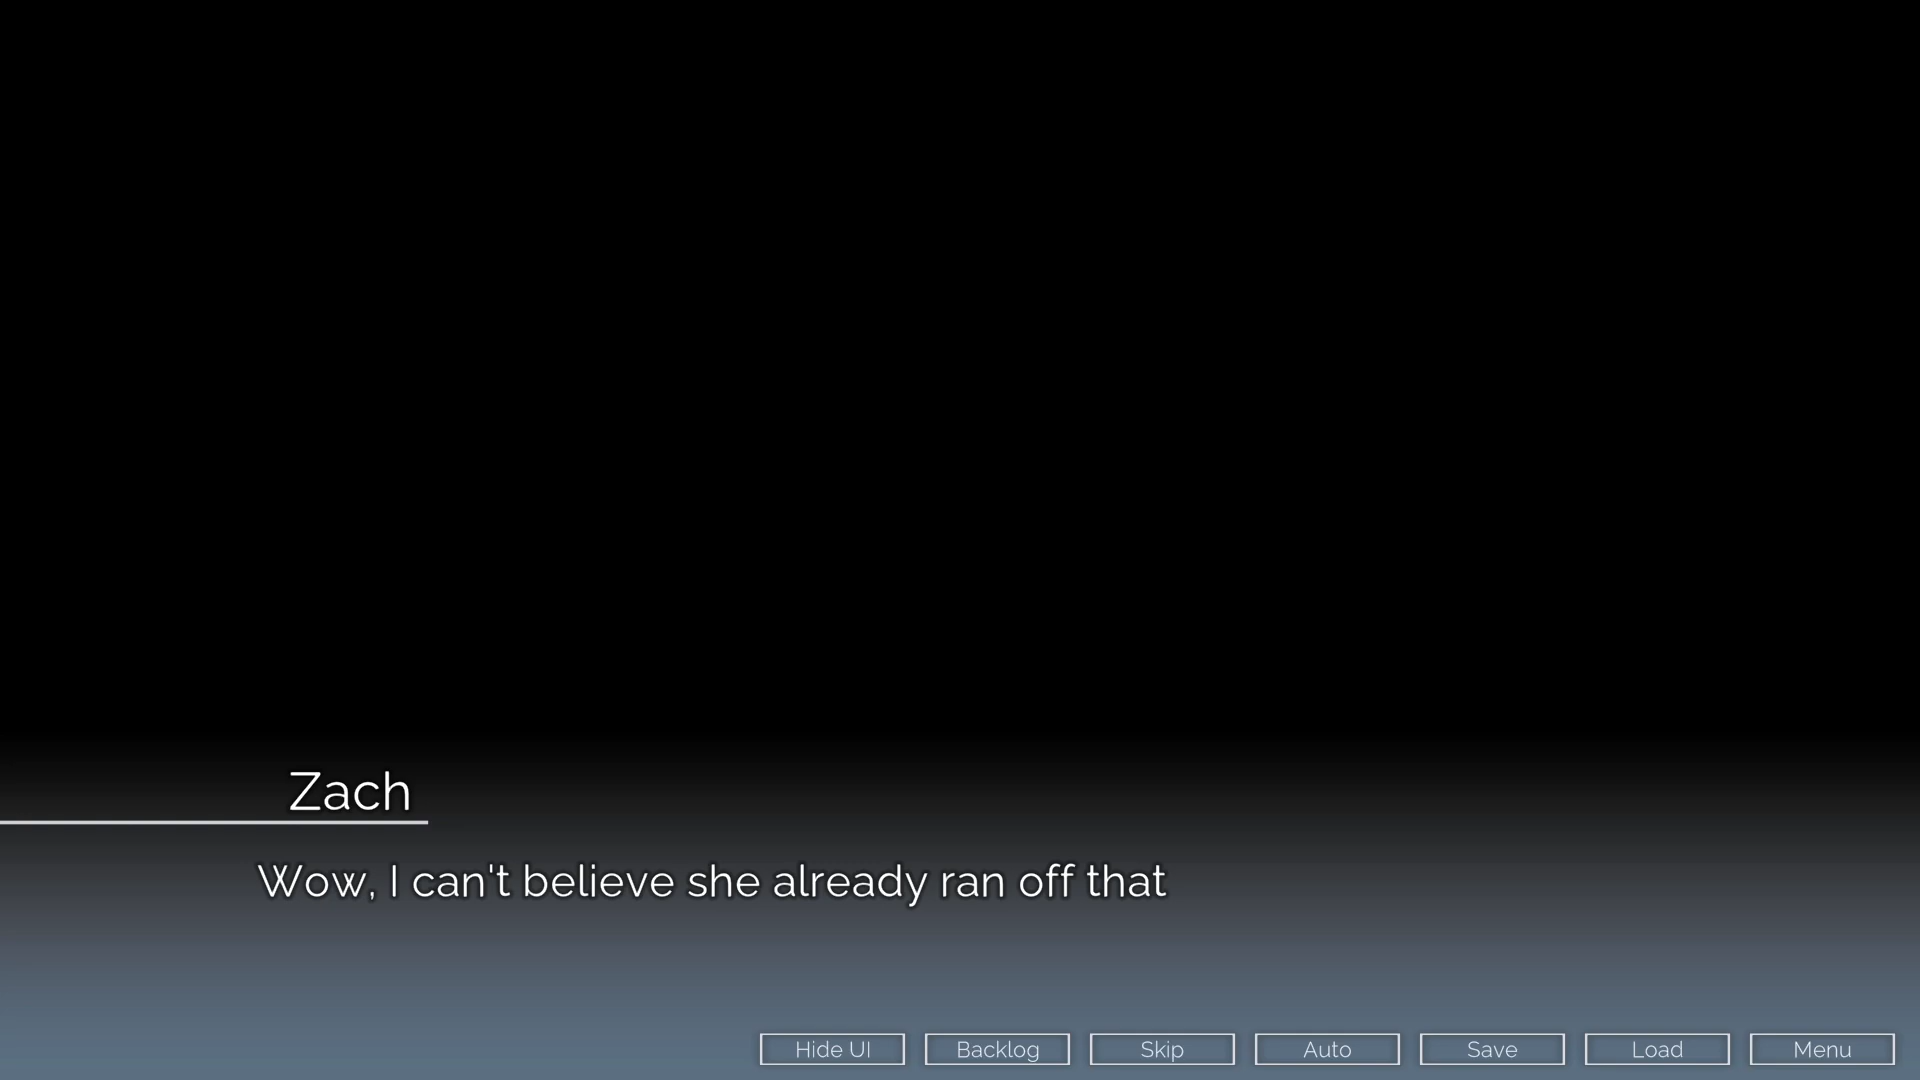 Zach
Wow, I can't believe she already ran off that
Hide UI
Backlog
Skip
Auto
Save
Load
Menu